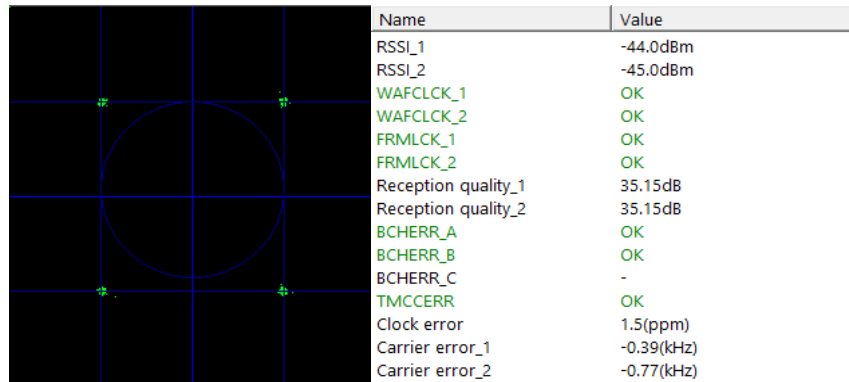 Name Value
RSSI_1 -44.0dBm
RSSI_2 -45.0dBm
WAFCLCK_1 OK
WAFCLCK_2 OK
FRMLCK_1 OK
FRMLCK_2 OK
Reception quality_1 35.15dB
Reception quality_2 35.15dB
BCHERR_A OK
BCHERR_B OK
BCHERR_C -
TMCCERR OK
Clock error 1.5(ppm)
Carrier error_1 -0.39(kHz)
Carrier error_2 -0.77(kHz)